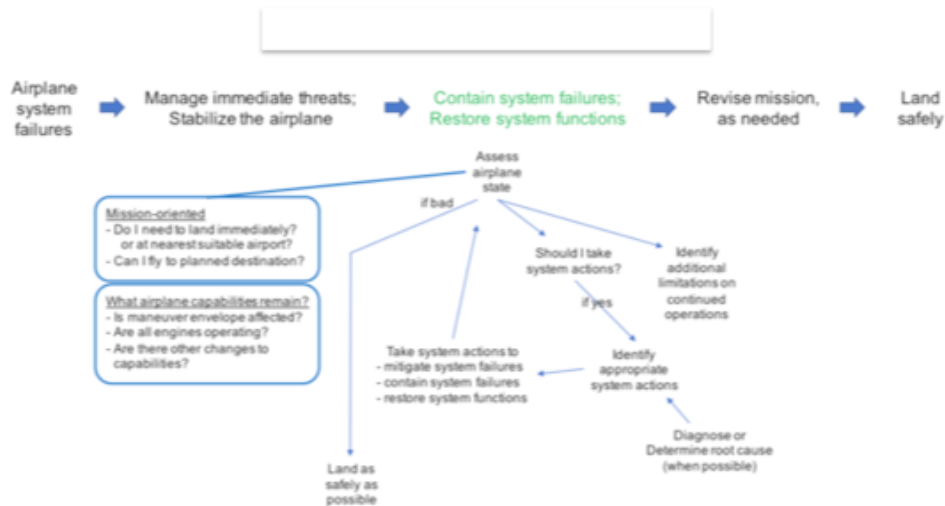 Airplane
system
failures
Manage immediate threats;
Stabilize the airplane
Contain system failures;
Restore system functions
Revise mission,
as needed
Land
safely
Assess
airplane
state
if bad
Mission-oriented
- Do I need to land immediately?
or at nearest suitable airport?
- Can I fly to planned destination?
What airplane capabilities remain?
- Is maneuver envelope affected?
- Are all engines operating?
- Are there other changes to
capabilities?
Should I take
system actions?
if yes
Identify
additional
limitations on
continued
operations
Take system actions to
- mitigate system failures
- contain system failures
- restore system functions
Identify
appropriate
system actions
Diagnose or
Determine root cause
(when possible)
Land as
safely as
possible